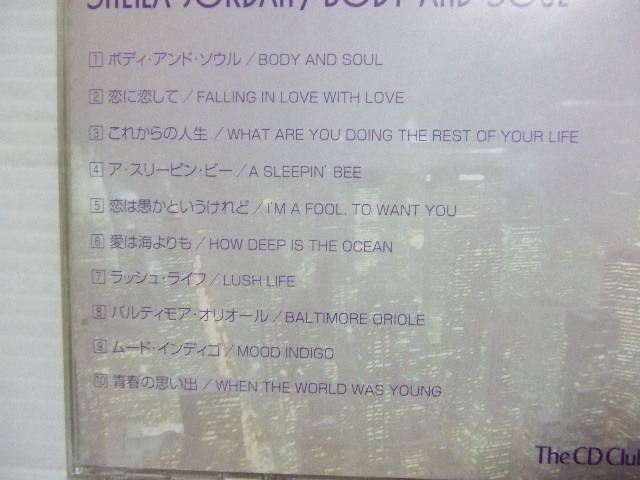 SHEILA JORDAN / BODY AND SOUL
1 ボディ・アンド・ソウル / BODY AND SOUL
2 恋に恋して / FALLING IN LOVE WITH LOVE
3 これからの人生 / WHAT ARE YOU DOING THE REST OF YOUR LIFE
4 ア・スリーピン・ビー / A SLEEPIN' BEE
5 恋は愚かというけれど / I'M A FOOL. TO WANT YOU
6 愛は海よりも / HOW DEEP IS THE OCEAN
7 ラッシュ・ライフ / LUSH LIFE
8 バルティモア・オリオール / BALTIMORE ORIOLE
9 ムード・インディゴ / MOOD INDIGO
10 青春の思い出 / WHEN THE WORLD WAS YOUNG
The CD Clu